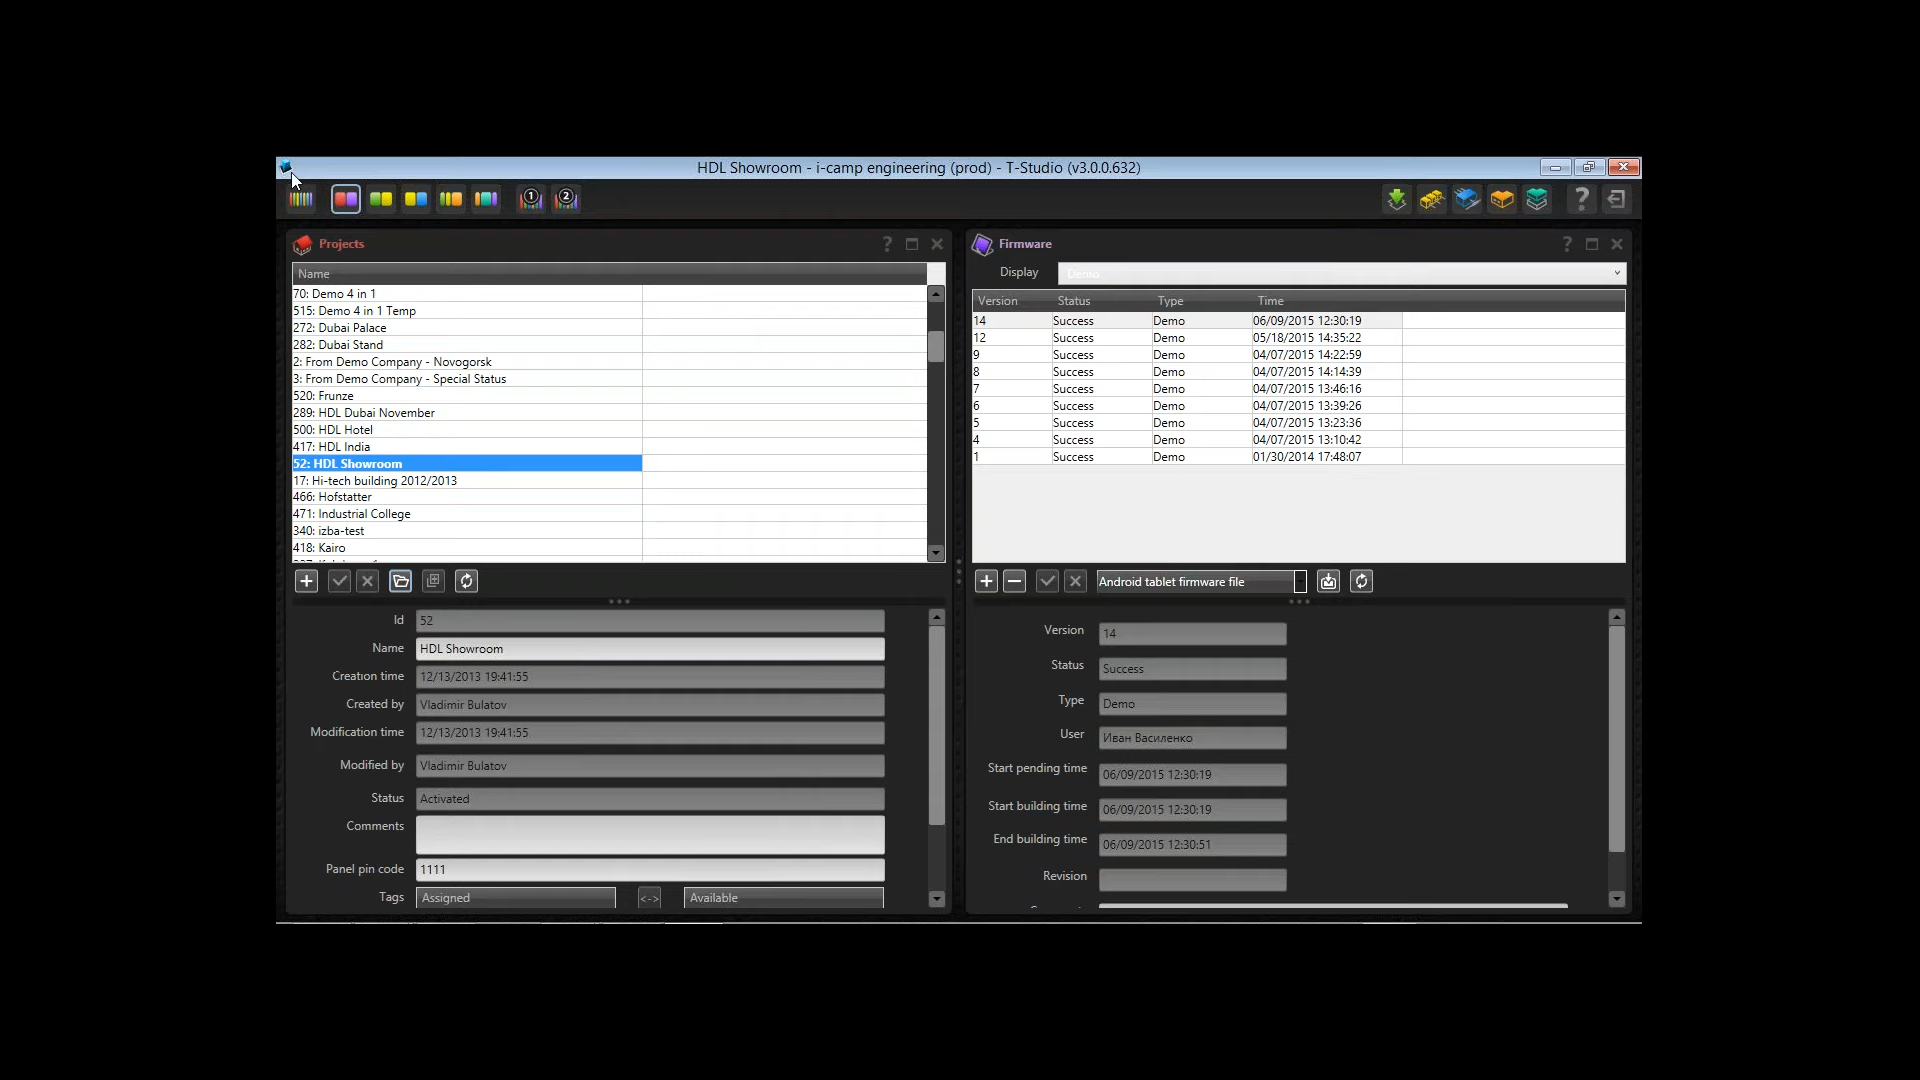 HDL Showroom - i-camp engineering (prod) - T-Studio (v3.0.0.632)
1
2
?
Projects
?
Name
70: Demo 4 in 1
515: Demo 4 in 1 Temp
272: Dubai Palace
282: Dubai Stand
2: From Demo Company - Novogorsk
3: From Demo Company - Special Status
520: Frunze
289: HDL Dubai November
500: HDL Hotel
417: HDL India
52: HDL Showroom
17: Hi-tech building 2012/2013
466: Hofstatter
471: Industrial College
340: izba-test
418: Kairo
Id 52
Name HDL Showroom
Creation time 12/13/2013 19:41:55
Created by Vladimir Bulatov
Modification time 12/13/2013 19:41:55
Modified by Vladimir Bulatov
Status Activated
Comments
Panel pin code 1111
Tags Assigned <-> Available
Firmware
?
Display Demo
Version Status Type Time
14 Success Demo 06/09/2015 12:30:19
12 Success Demo 05/18/2015 14:35:22
9 Success Demo 04/07/2015 14:22:59
8 Success Demo 04/07/2015 14:14:39
7 Success Demo 04/07/2015 13:46:16
6 Success Demo 04/07/2015 13:39:26
5 Success Demo 04/07/2015 13:23:36
4 Success Demo 04/07/2015 13:10:42
1 Success Demo 01/30/2014 17:48:07
Android tablet firmware file
Version 14
Status Success
Type Demo
User Иван Василенко
Start pending time 06/09/2015 12:30:19
Start building time 06/09/2015 12:30:19
End building time 06/09/2015 12:30:51
Revision